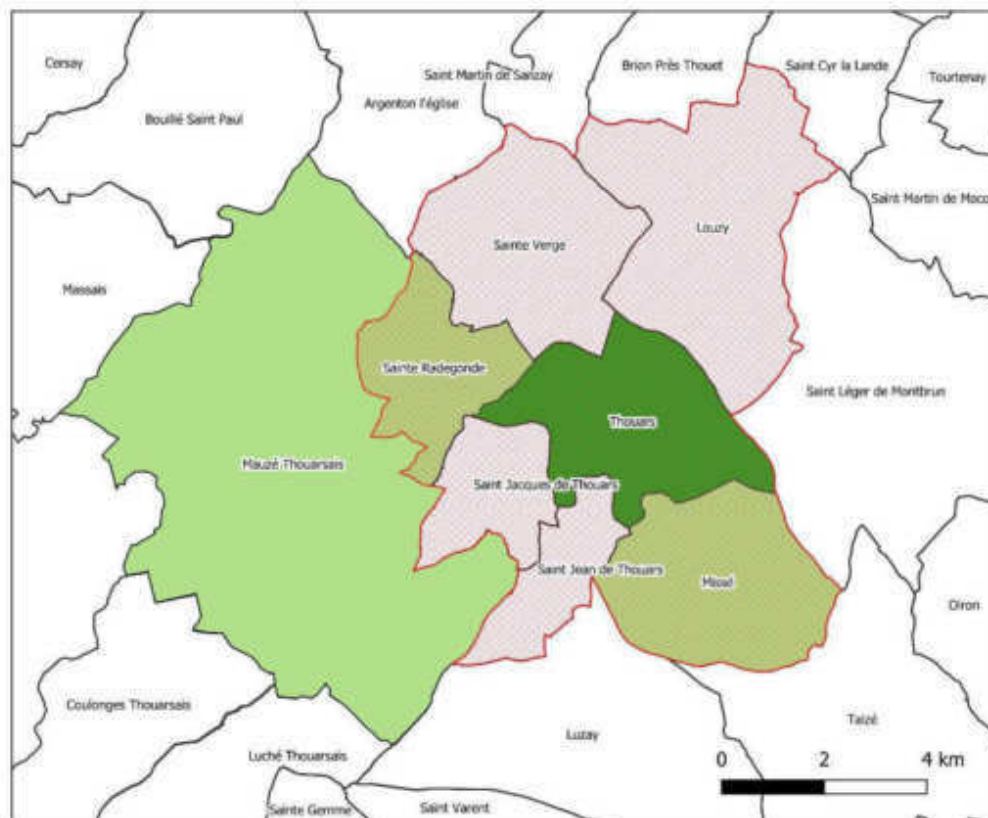 Cersay
Bouillé Saint Paul
Argenton l'église
Saint Martin de Sanzay
Brion Près Thouet
Saint Cyr la Lande
Tourtenay
Saint Martin de Maco
Massais
Sainte Verge
Louzy
Sainte Radegonde
Mauzé Thouarsais
Thouars
Saint Léger de Montbrun
Saint Jacques de Thouars
Saint Jean de Thouars
Missé
Oiron
Coulonges Thouarsais
Luché Thouarsais
Luzay
Taizé
Sainte Gemme
Saint Varent
0 2 4 km